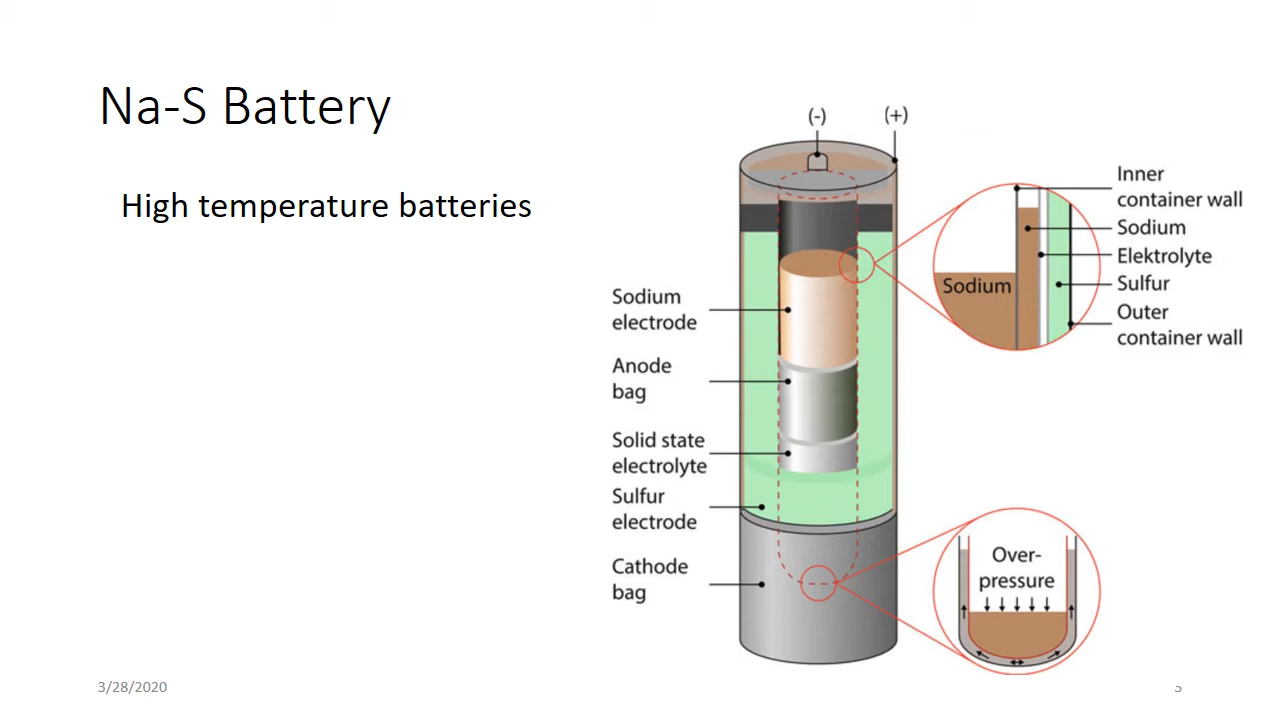 Na-S Battery
High temperature batteries
(-)
(+)
Inner
container wall
Sodium
Elektrolyte
Sulfur
Outer
container wall
Sodium
Sodium
electrode
Anode
bag
Solid state
electrolyte
Sulfur
electrode
Cathode
bag
Over-
pressure
3/28/2020